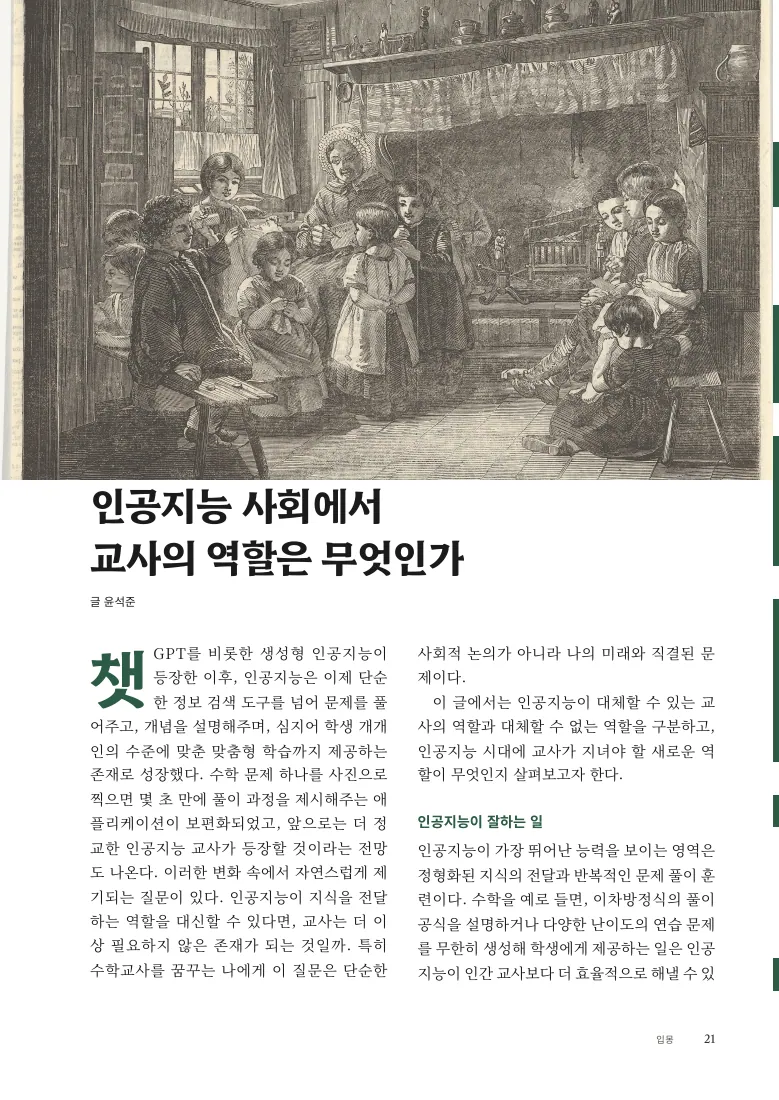 인공지능 사회에서
교사의 역할은 무엇인가
글 윤석준
챗GPT를 비롯한 생성형 인공지능이
등장한 이후, 인공지능은 이제 단순
한 정보 검색 도구를 넘어 문제를 풀
어주고, 개념을 설명해주며, 심지어 학생 개개
인의 수준에 맞춘 맞춤형 학습까지 제공하는
존재로 성장했다. 수학 문제 하나를 사진으로
찍으면 몇 초 만에 풀이 과정을 제시해주는 애
플리케이션이 보편화되었고, 앞으로는 더 정
교한 인공지능 교사가 등장할 것이라는 전망
도 나온다. 이러한 변화 속에서 자연스럽게 제
기되는 질문이 있다. 인공지능이 지식을 전달
하는 역할을 대신할 수 있다면, 교사는 더 이
상 필요하지 않은 존재가 되는 것일까. 특히
수학교사를 꿈꾸는 나에게 이 질문은 단순한
사회적 논의가 아니라 나의 미래와 직결된 문
제이다.
이 글에서는 인공지능이 대체할 수 있는 교
사의 역할과 대체할 수 없는 역할을 구분하고,
인공지능 시대에 교사가 지녀야 할 새로운 역
할이 무엇인지 살펴보고자 한다.
인공지능이 잘하는 일
인공지능이 가장 뛰어난 능력을 보이는 영역은
정형화된 지식의 전달과 반복적인 문제 풀이 훈
련이다. 수학을 예로 들면, 이차방정식의 풀이
공식을 설명하거나 다양한 난이도의 연습 문제
를 무한히 생성해 학생에게 제공하는 일은 인공
지능이 인간 교사보다 더 효율적으로 해낼 수 있
입몽 21